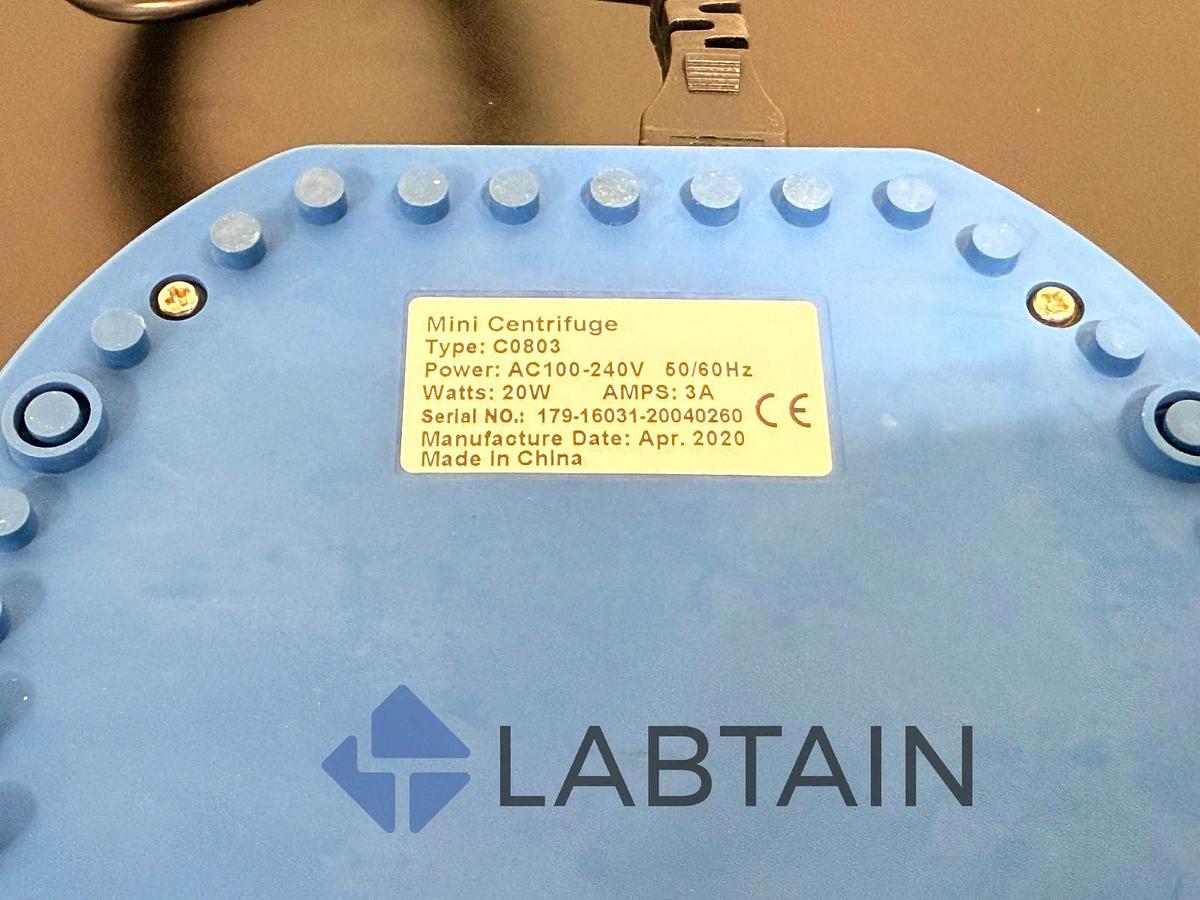 Mini Centrifuge
Type: C0803
Power: AC100-240V 50/60Hz
Watts: 20W AMPS: 3A
Serial NO.: 179-16031-20040260
CE
Manufacture Date: Apr. 2020
Made in China
LABTAIN